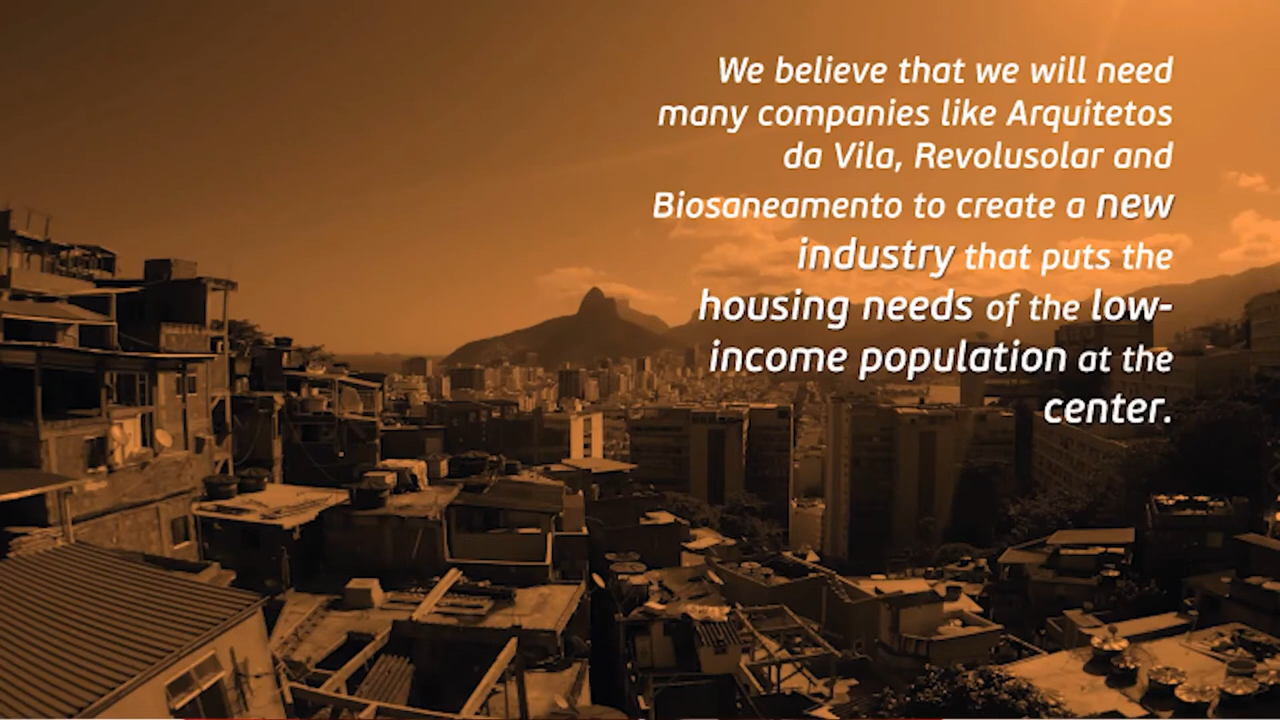 We believe that we will need
many companies like Arquitetos
da Vila, Revolusolar and
Biosaneamento to create a new
industry that puts the
housing needs of the low-
income population at the
center.